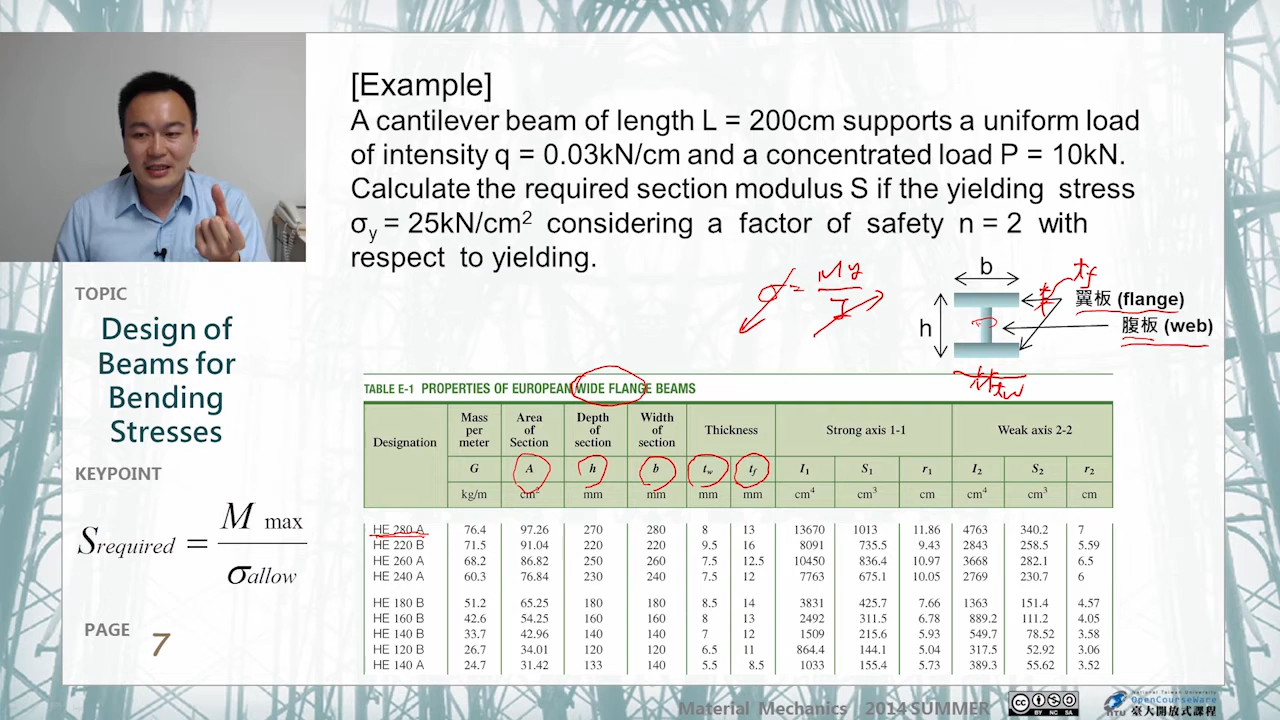 [Example]
A cantilever beam of length L = 200cm supports a uniform load
of intensity q = 0.03kN/cm and a concentrated load P = 10kN.
Calculate the required section modulus S if the yielding stress
σy = 25kN/cm² considering a factor of safety n = 2 with
respect to yielding.
σ = My / I
b
tf
h
翼板 (flange)
腹板 (web)
tw
TOPIC
Design of
Beams for
Bending
Stresses
KEYPOINT
Srequired = M max / σallow
PAGE 7
TABLE E-1 PROPERTIES OF EUROPEAN WIDE FLANGE BEAMS
Designation Mass per meter Area of Section Depth of section Width of section Thickness Strong axis 1-1 Weak axis 2-2
G A h b tw tf I1 S1 r1 I2 S2 r2
kg/m cm² mm mm mm mm cm⁴ cm³ cm cm⁴ cm³ cm
HE 280 A 76.4 97.26 270 280 8 13 13670 1013 11.86 4763 340.2 7
HE 220 B 71.5 91.04 220 220 9.5 16 8091 735.5 9.43 2843 258.5 5.59
HE 260 A 68.2 86.82 250 260 7.5 12.5 10450 836.4 10.97 3668 282.1 6.5
HE 240 A 60.3 76.84 230 240 7.5 12 7763 675.1 10.05 2769 230.7 6
HE 180 B 51.2 65.25 180 180 8.5 14 3831 425.7 7.66 1363 151.4 4.57
HE 160 B 42.6 54.25 160 160 8 13 2492 311.5 6.78 889.2 111.2 4.05
HE 140 B 33.7 42.96 140 140 7 12 1509 215.6 5.93 549.7 78.52 3.58
HE 120 B 26.7 34.01 120 120 6.5 11 864.4 144.1 5.04 317.5 52.92 3.06
HE 140 A 24.7 31.42 133 140 5.5 8.5 1033 155.4 5.73 389.3 55.62 3.52
Material Mechanics 2014 SUMMER
cc BY NC SA
NTU
National Taiwan University
OpenCourseWare
臺大開放式課程